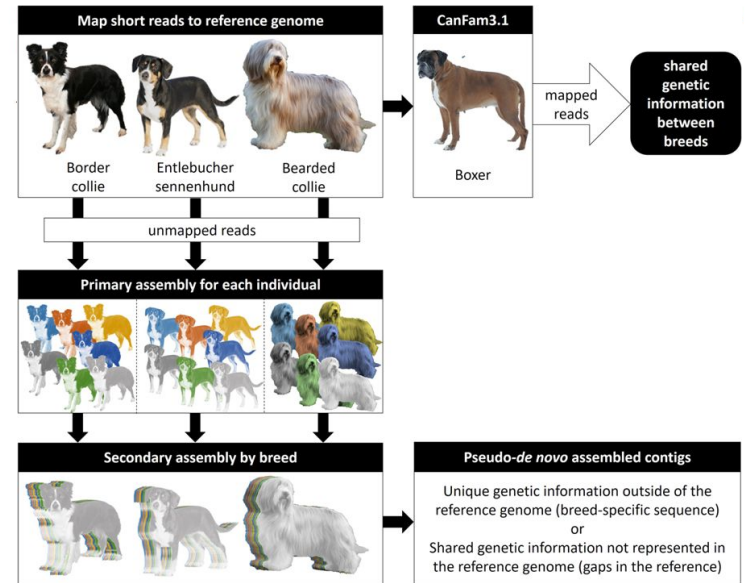 Map short reads to reference genome
CanFam3.1
Border
collie
Entlebucher
sennenhund
Bearded
collie
Boxer
mapped
reads
shared
genetic
information
between
breeds
unmapped reads
Primary assembly for each individual
Secondary assembly by breed
Pseudo-de novo assembled contigs
Unique genetic information outside of the
reference genome (breed-specific sequence)
or
Shared genetic information not represented in
the reference genome (gaps in the reference)